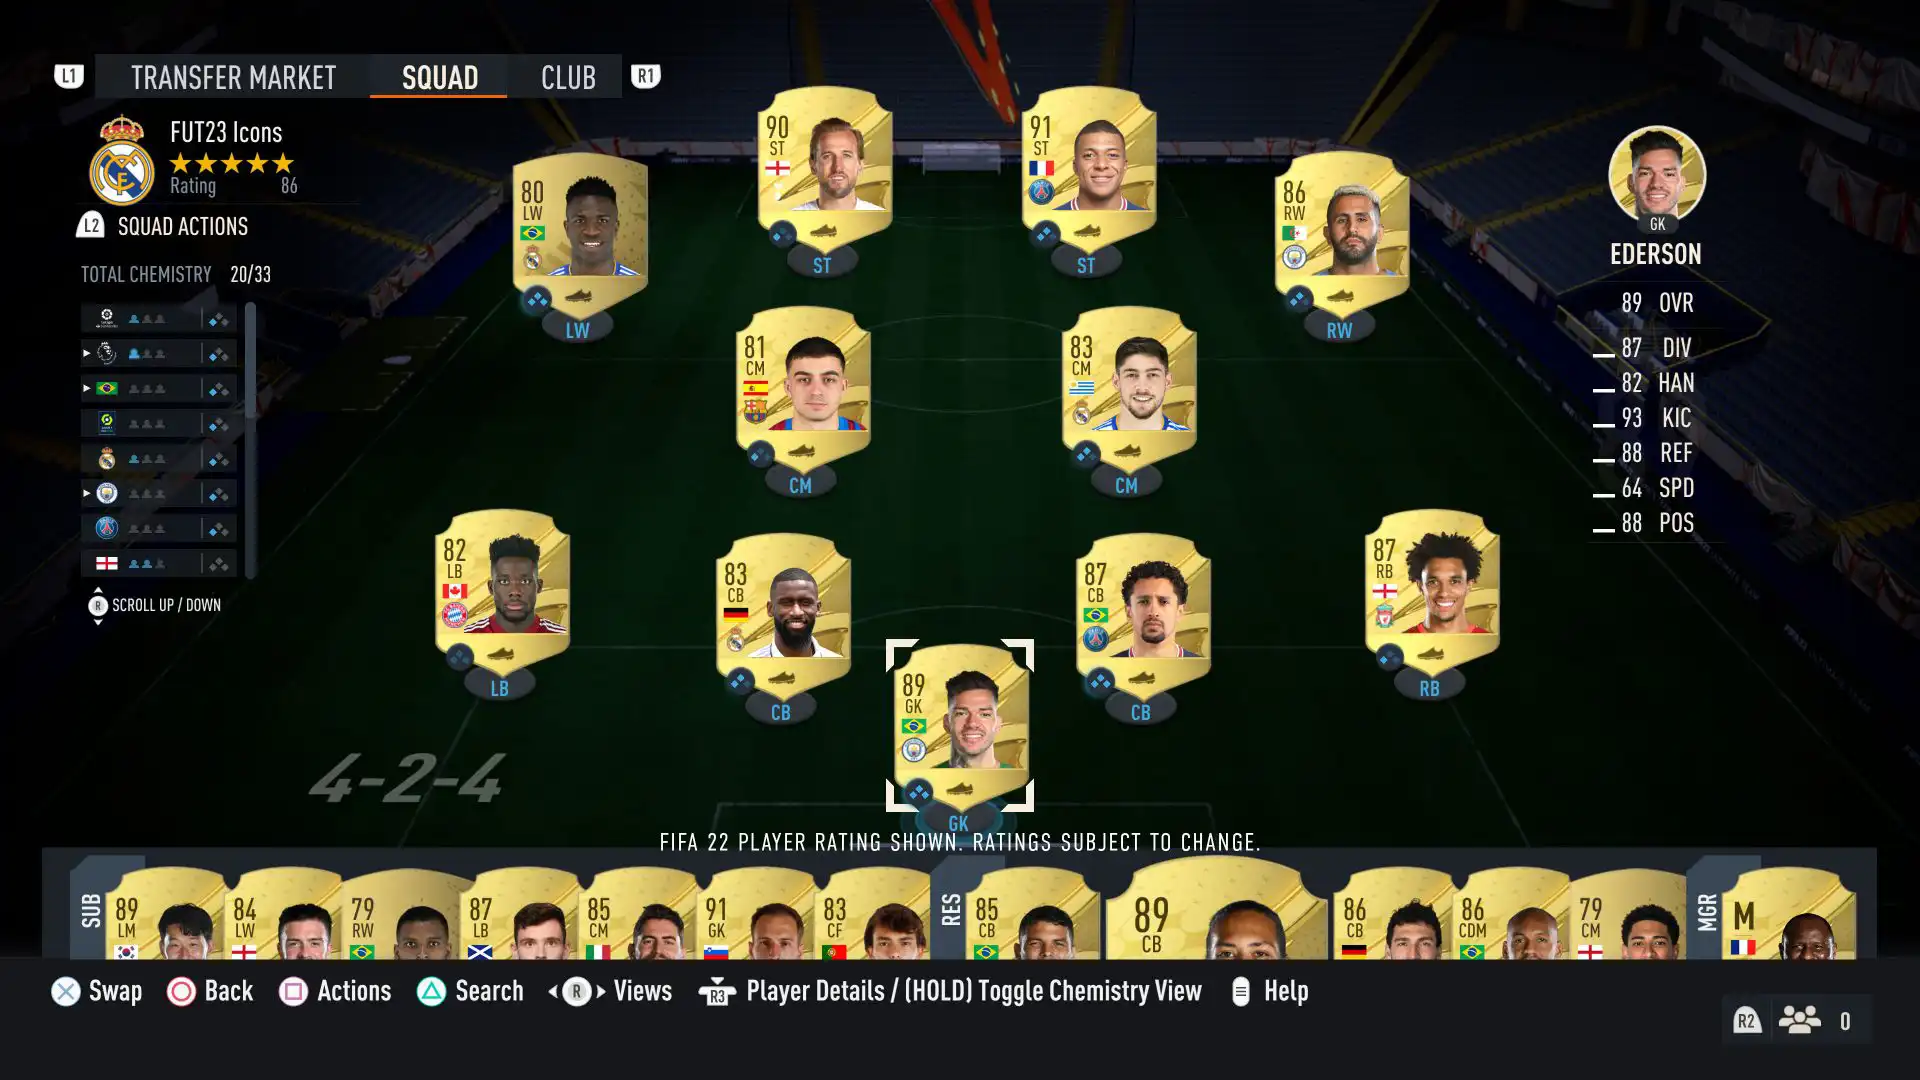 L1 TRANSFER MARKET SQUAD CLUB R1
FUT23 Icons
Rating 86
L2 SQUAD ACTIONS
TOTAL CHEMISTRY 20/33
R SCROLL UP / DOWN
80
LW
LW
90
ST
ST
91
ST
ST
86
RW
RW
81
CM
CM
83
CM
CM
82
LB
LB
83
CB
CB
87
CB
CB
87
RB
RB
89
GK
GK
GK
EDERSON
89 OVR
87 DIV
82 HAN
93 KIC
88 REF
64 SPD
88 POS
4-2-4
FIFA 22 PLAYER RATING SHOWN. RATINGS SUBJECT TO CHANGE.
SUB
89
LM
84
LW
79
RW
87
LB
85
CM
91
GK
83
CF
RES
85
CB
89
CB
86
CB
86
CDM
79
CM
MGR
M
Swap Back Actions Search R Views R3 Player Details / (HOLD) Toggle Chemistry View Help
R2 0